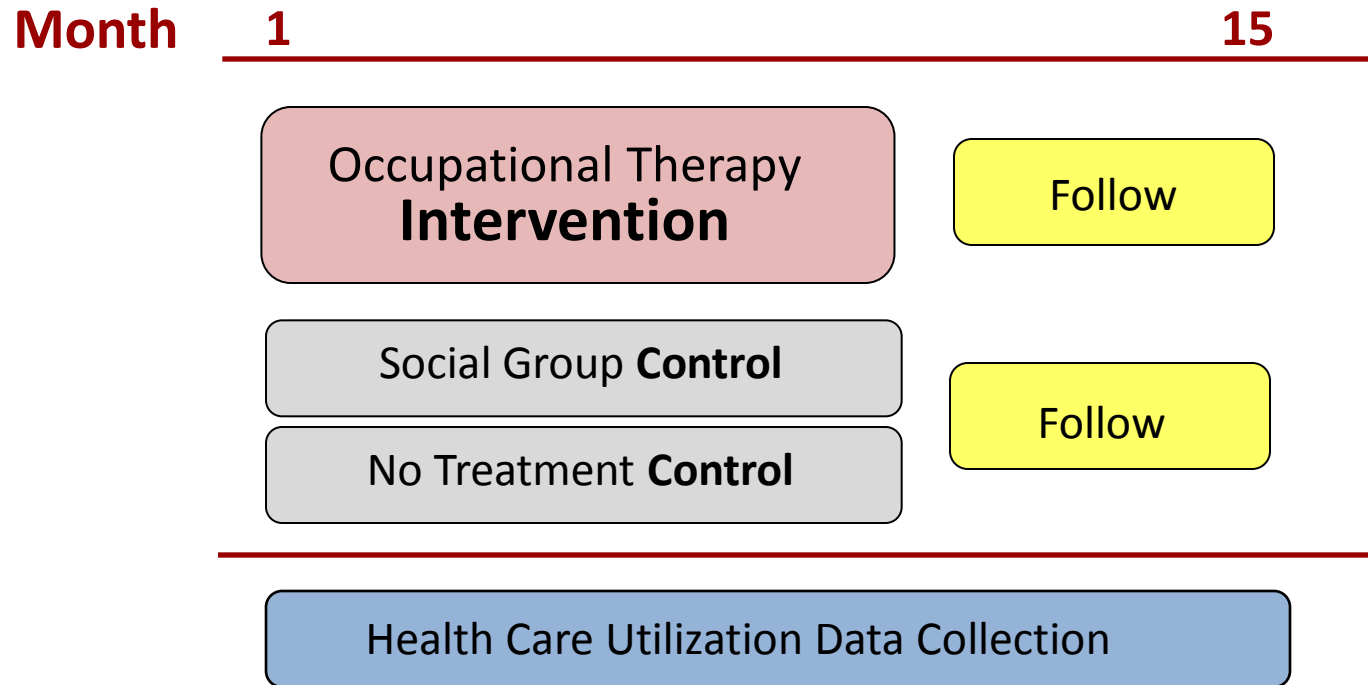 Month 1 15
Occupational Therapy
Intervention
Follow
Social Group Control
Follow
No Treatment Control
Health Care Utilization Data Collection